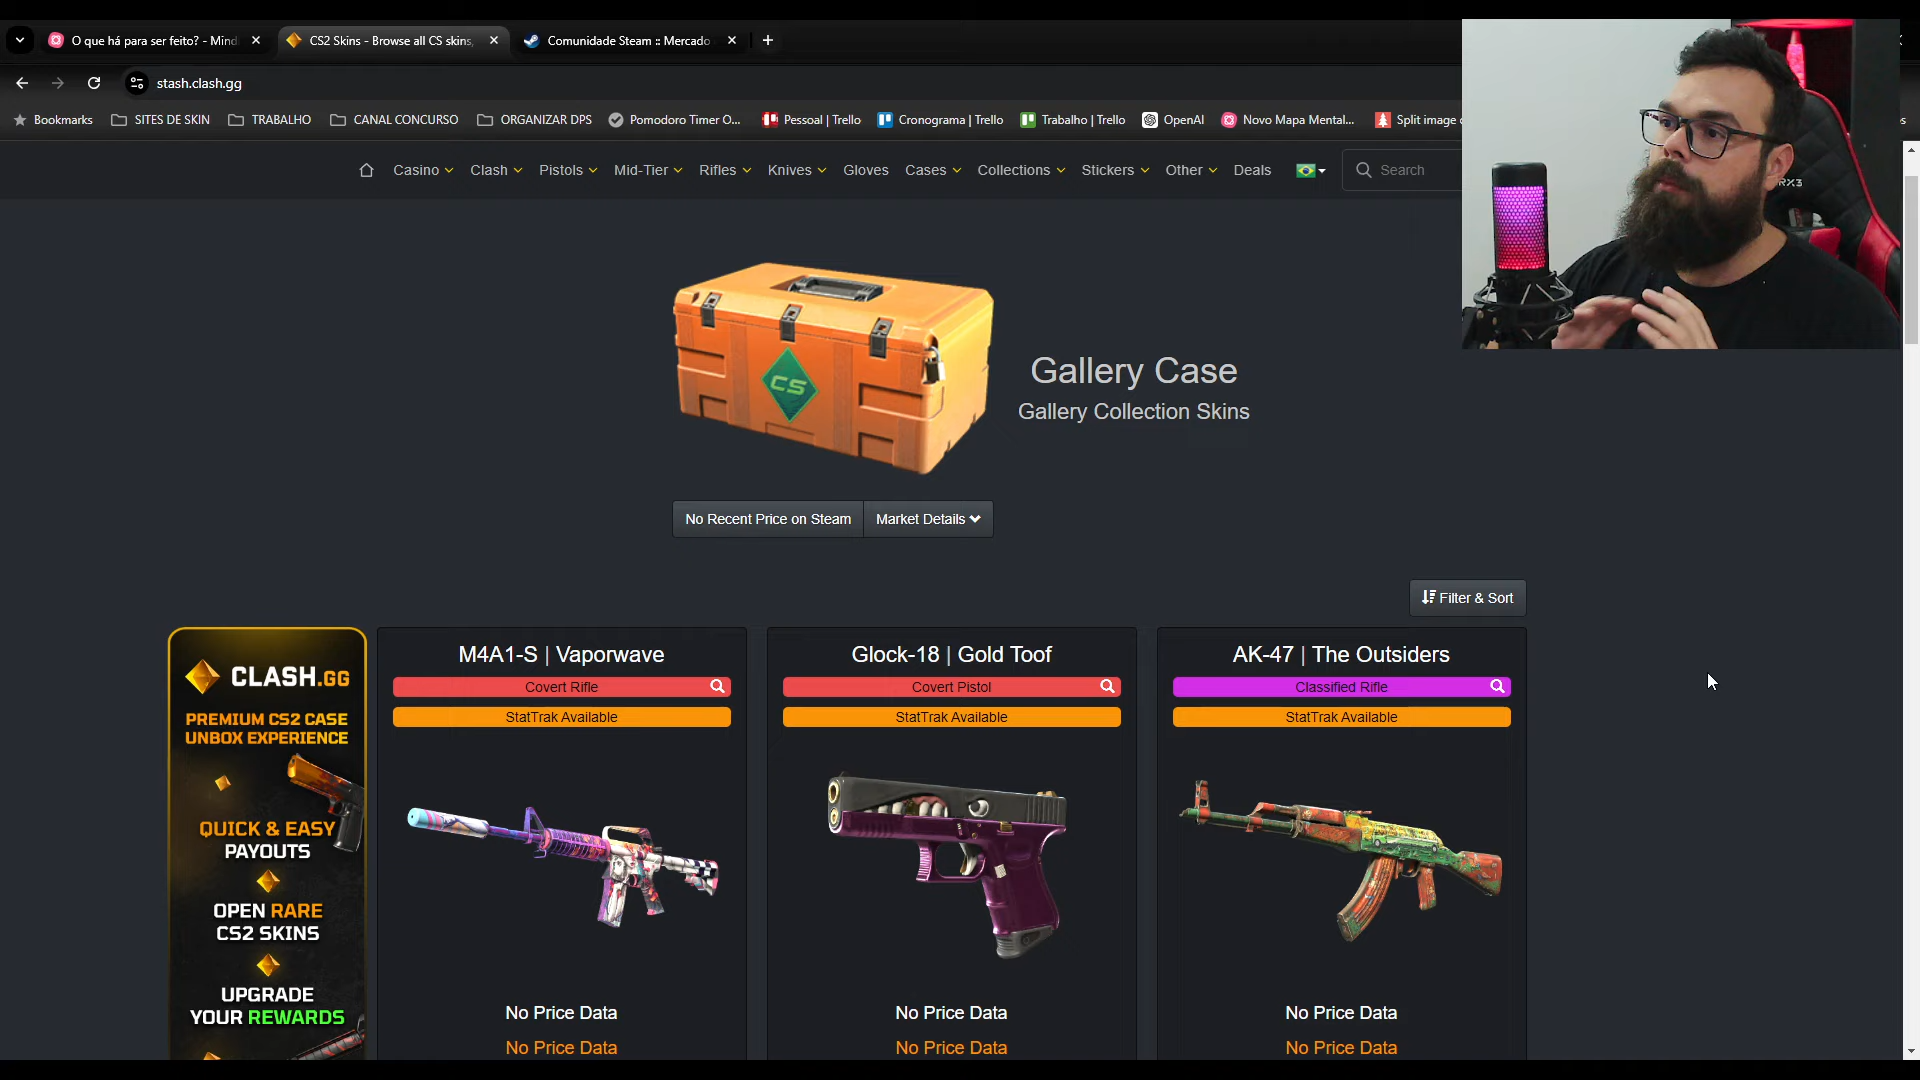 O que há para ser feito? - Mind
CS2 Skins - Browse all CS skins,
Comunidade Steam :: Mercado
stash.clash.gg
Bookmarks
SITES DE SKIN
TRABALHO
CANAL CONCURSO
ORGANIZAR DPS
Pomodoro Timer O...
Pessoal | Trello
Cronograma | Trello
Trabalho | Trello
OpenAI
Novo Mapa Mental...
Split image
Casino
Clash
Pistols
Mid-Tier
Rifles
Knives
Gloves
Cases
Collections
Stickers
Other
Deals
Search
RX3
CS
Gallery Case
Gallery Collection Skins
No Recent Price on Steam
Market Details
Filter & Sort
CLASH.GG
PREMIUM CS2 CASE
UNBOX EXPERIENCE
QUICK & EASY
PAYOUTS
OPEN RARE
CS2 SKINS
UPGRADE
YOUR REWARDS
M4A1-S | Vaporwave
Covert Rifle
StatTrak Available
No Price Data
No Price Data
Glock-18 | Gold Toof
Covert Pistol
StatTrak Available
No Price Data
No Price Data
AK-47 | The Outsiders
Classified Rifle
StatTrak Available
No Price Data
No Price Data